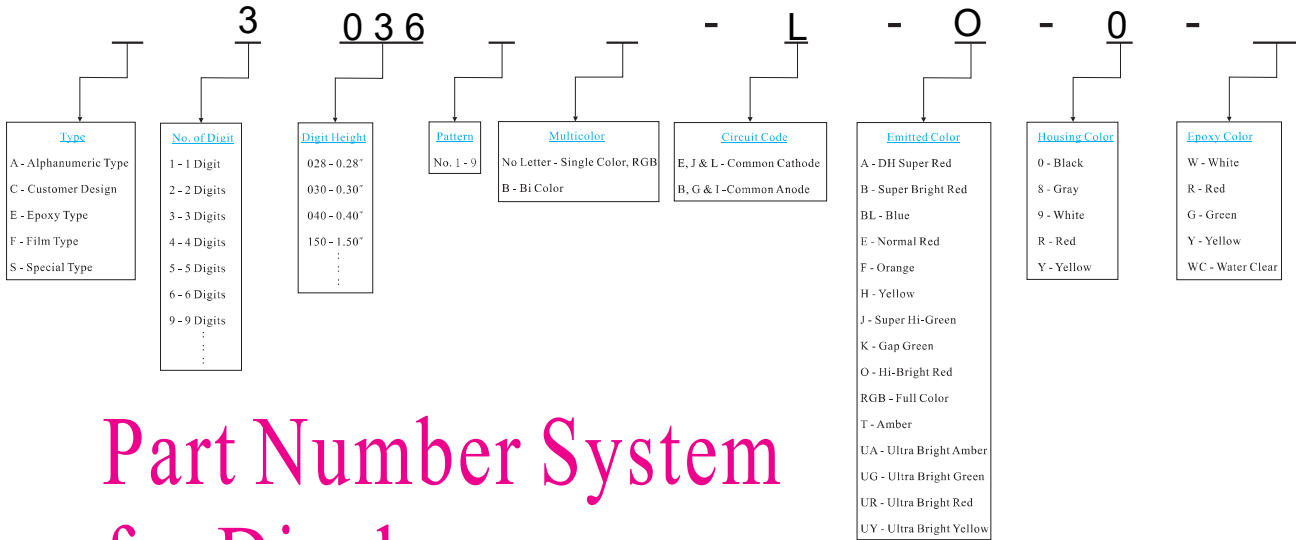 3 036 - L - O - 0 -
Type
A - Alphanumeric Type
C - Customer Design
E - Epoxy Type
F - Film Type
S - Special Type
No. of Digit
1 - 1 Digit
2 - 2 Digits
3 - 3 Digits
4 - 4 Digits
5 - 5 Digits
6 - 6 Digits
9 - 9 Digits
:
:
Digit Height
028 - 0.28"
030 - 0.30"
040 - 0.40"
150 - 1.50"
:
:
Pattern
No. 1 - 9
Multicolor
No Letter - Single Color, RGB
B - Bi Color
Circuit Code
E, J & L - Common Cathode
B, G & I -Common Anode
Emitted Color
A - DH Super Red
B - Super Bright Red
BL - Blue
E - Normal Red
F - Orange
H - Yellow
J - Super Hi-Green
K - Gap Green
O - Hi-Bright Red
RGB - Full Color
T - Amber
UA - Ultra Bright Amber
UG - Ultra Bright Green
UR - Ultra Bright Red
UY - Ultra Bright Yellow
Housing Color
0 - Black
8 - Gray
9 - White
R - Red
Y - Yellow
Epoxy Color
W - White
R - Red
G - Green
Y - Yellow
WC - Water Clear
Part Number System